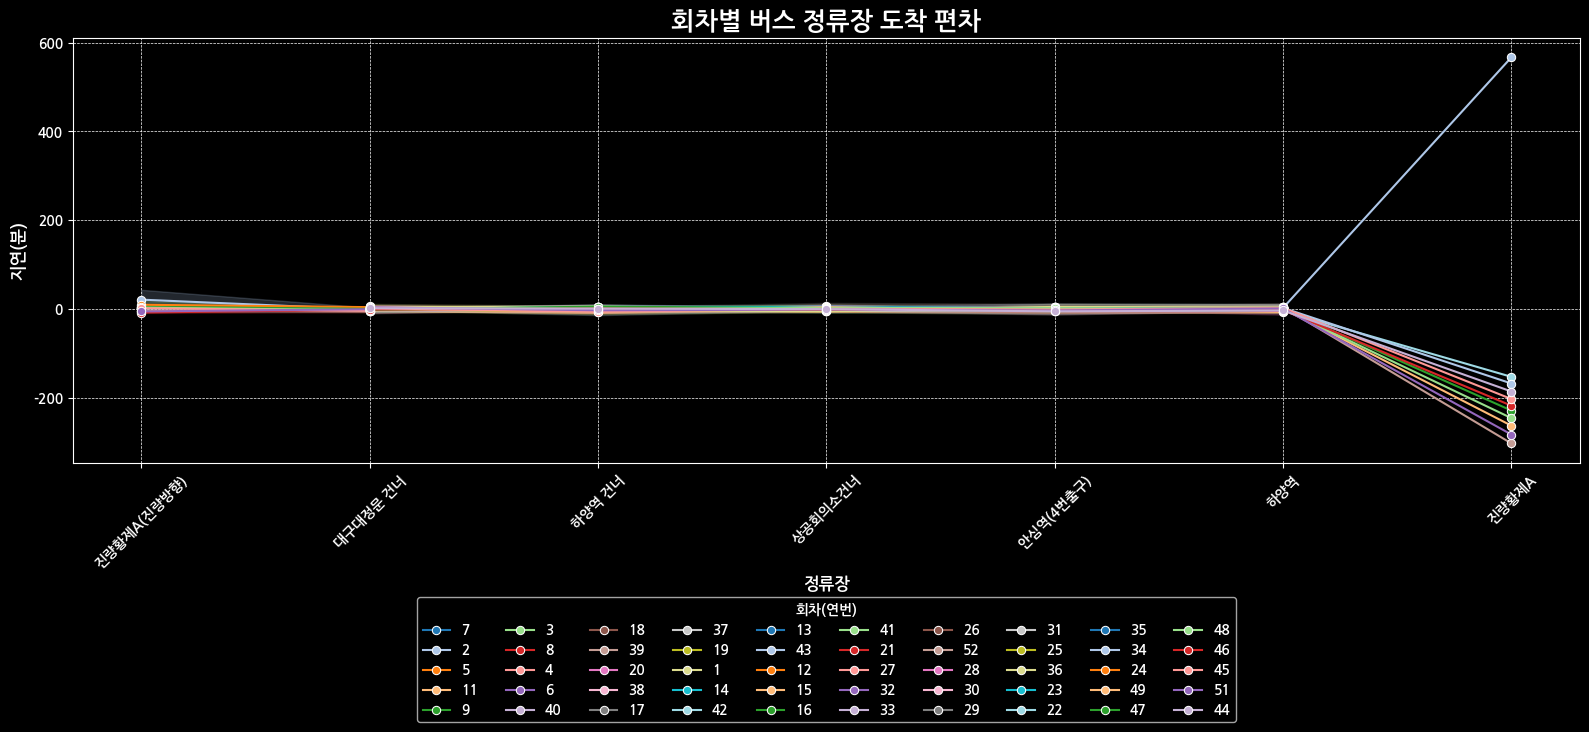 회차별 버스 정류장 도착 편차
지연(분)
600
400
200
0
-200
진량황제A(진량방향)
대구대정문 건너
하양역 건너
상공회의소건너
안심역(4번출구)
하양역
진량황제A
정류장
회차(연번)
7 3 18 37 13 41 26 31 35 48
2 8 39 19 43 21 52 25 34 46
5 4 20 1 12 27 28 36 24 45
11 6 38 14 15 32 30 23 49 51
9 40 17 42 16 33 29 22 47 44